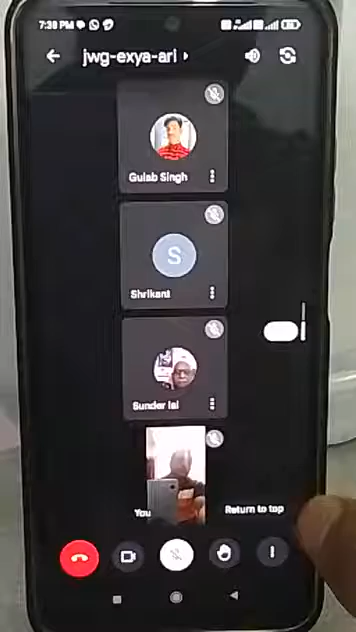 7:38 PM
jwg-exya-ari
Gulab Singh
S
Shrikant
Sunder lal
You
Return to top